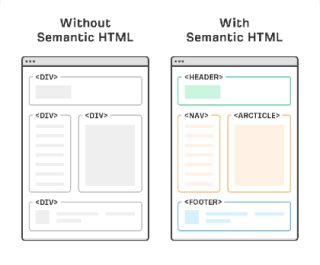 Without
Semantic HTML
<DIV>
<DIV>
<DIV>
<DIV>
With
Semantic HTML
<HEADER>
<NAV>
<ARCTICLE>
<FOOTER>